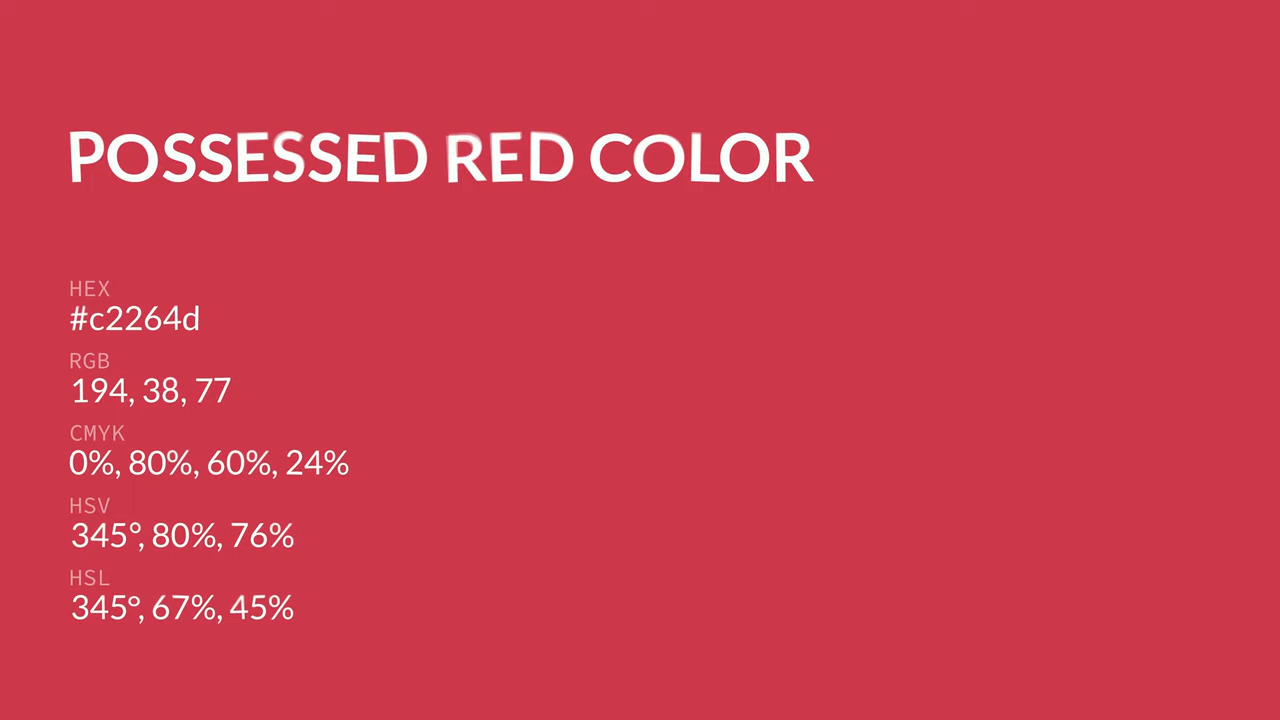 POSSESSED RED COLOR
HEX
#c2264d
RGB
194, 38, 77
CMYK
0%, 80%, 60%, 24%
HSV
345°, 80%, 76%
HSL
345°, 67%, 45%